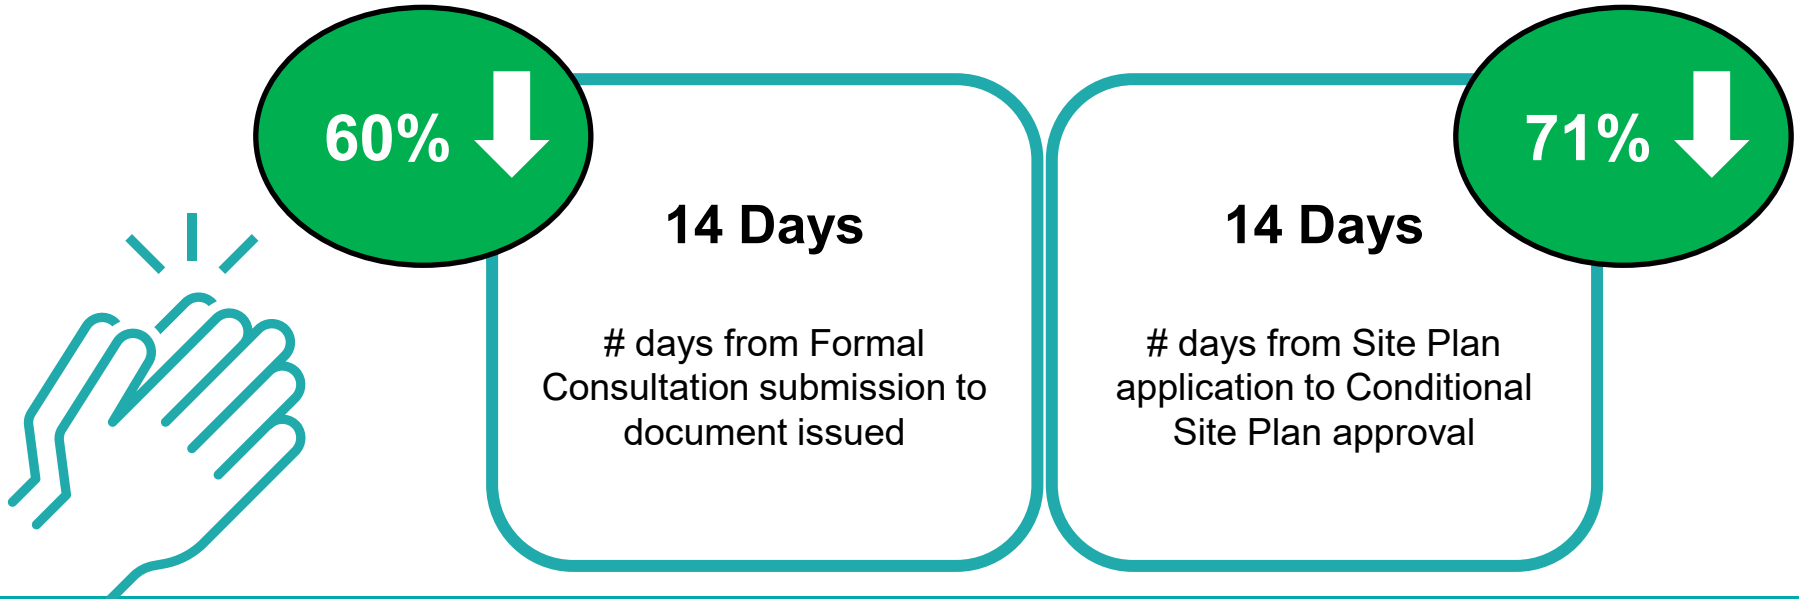 60%
14 Days
# days from Formal
Consultation submission to
document issued
71%
14 Days
# days from Site Plan
application to Conditional
Site Plan approval